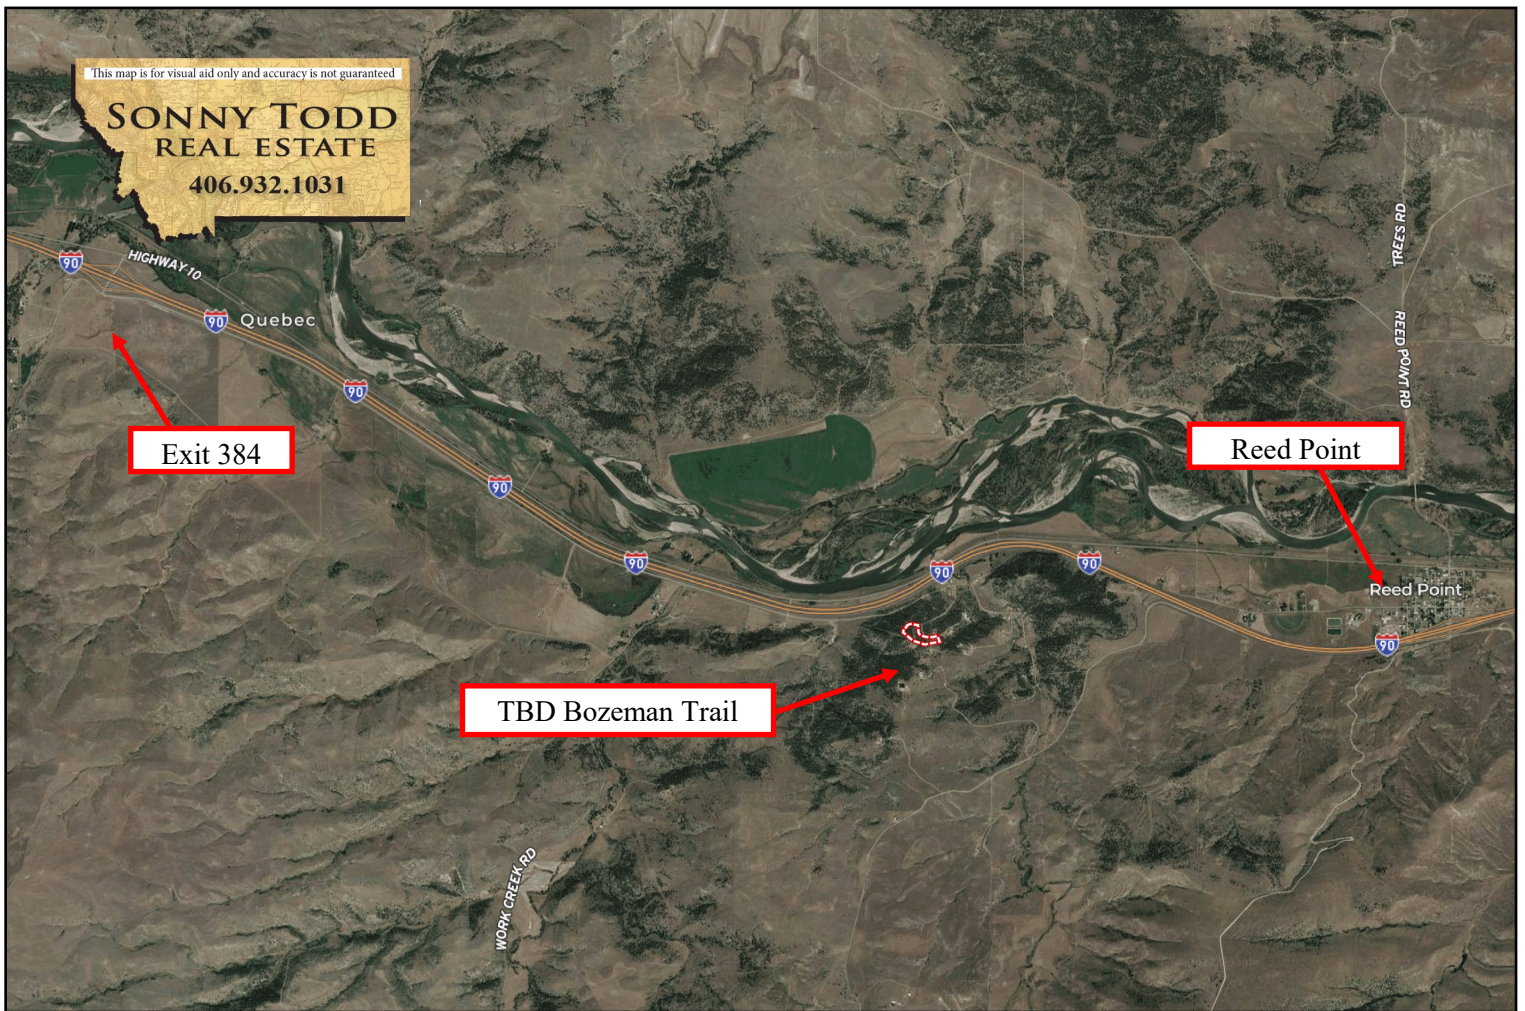 This map is for visual aid only and accuracy is not guaranteed
SONNY TODD
REAL ESTATE
406.932.1031
90
HIGHWAY 10
90
Quebec
90
Exit 384
90
90
TREES RD
REED POINT RD
Reed Point
90
90
Reed Point
90
TBD Bozeman Trail
WORK CREEK RD